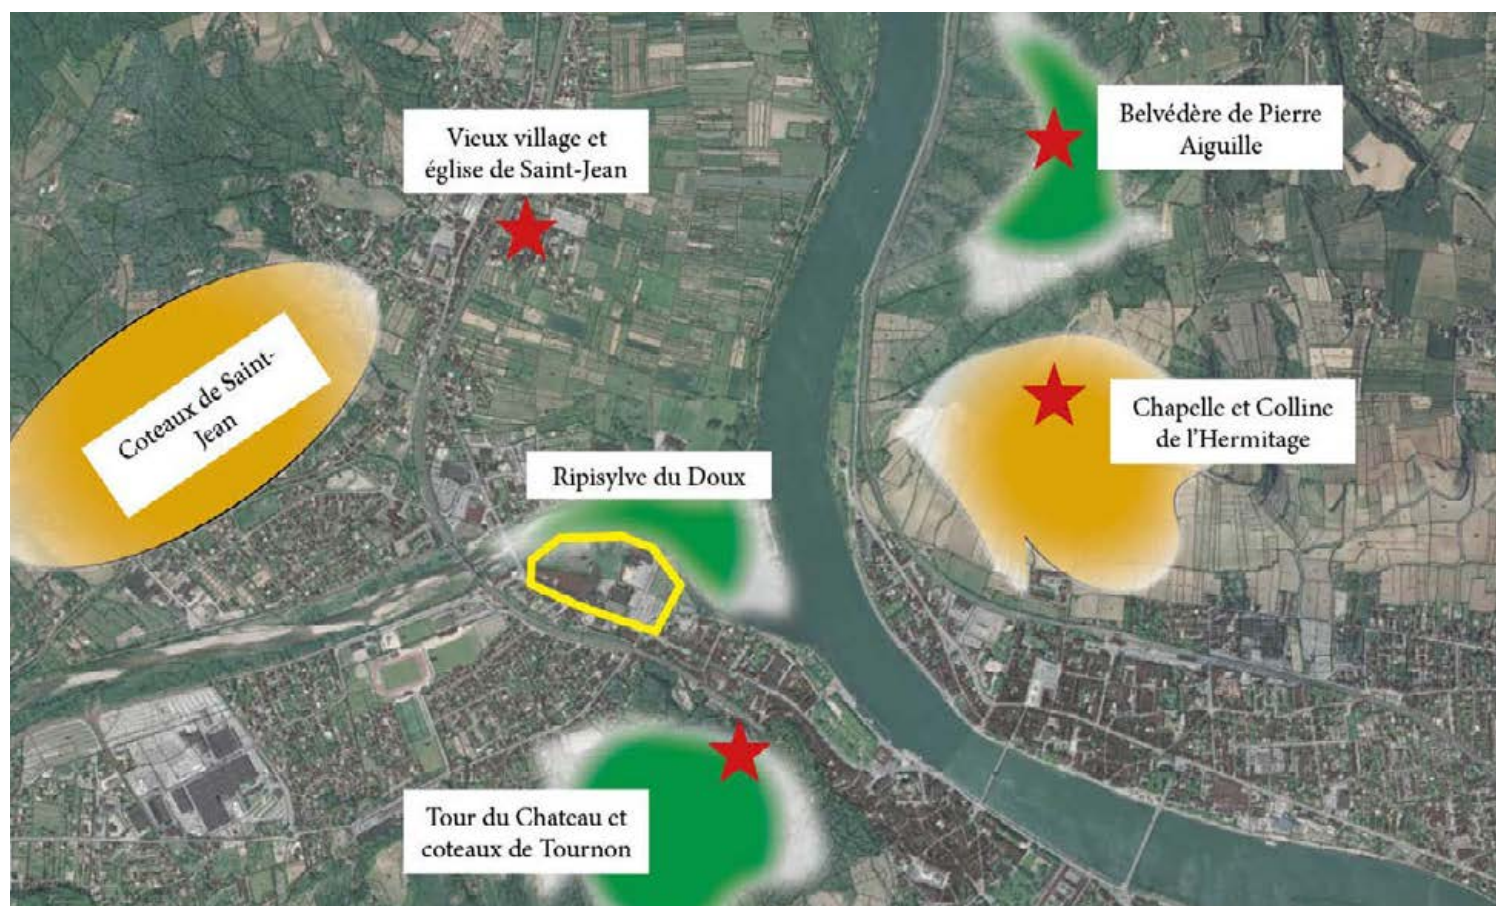 Belvédère de Pierre
Aiguille
Vieux village et
église de Saint-Jean
Coteaux de Saint-
Jean
Chapelle et Colline
de l'Hermitage
Ripisylve du Doux
Tour du Chateau et
coteaux de Tournon